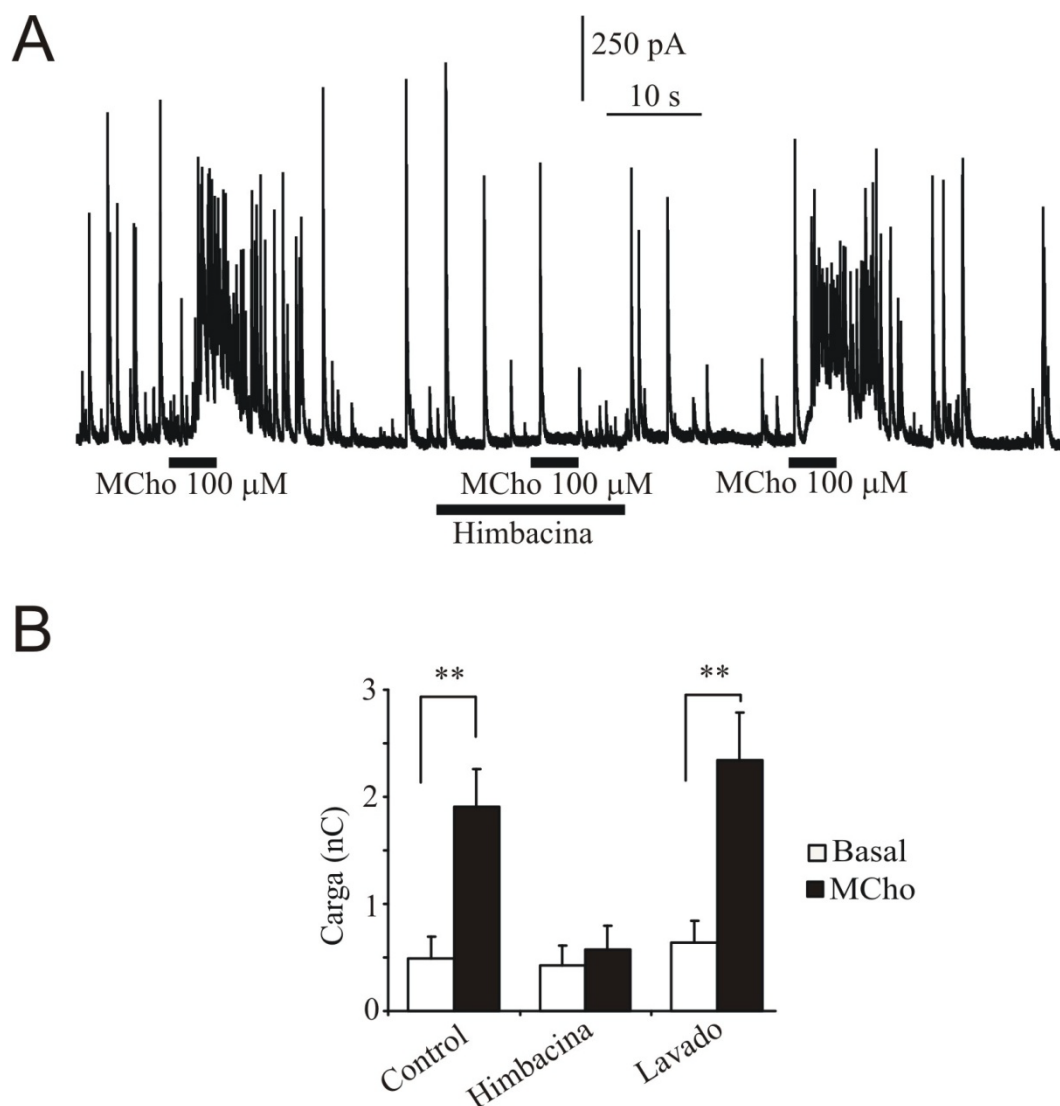 A
250 pA
10 s
MCho 100 μM
MCho 100 μM
MCho 100 μM
Himbacina
B
**
**
3
2
1
0
Carga (nC)
Basal
MCho
Control
Himbacina
Lavado